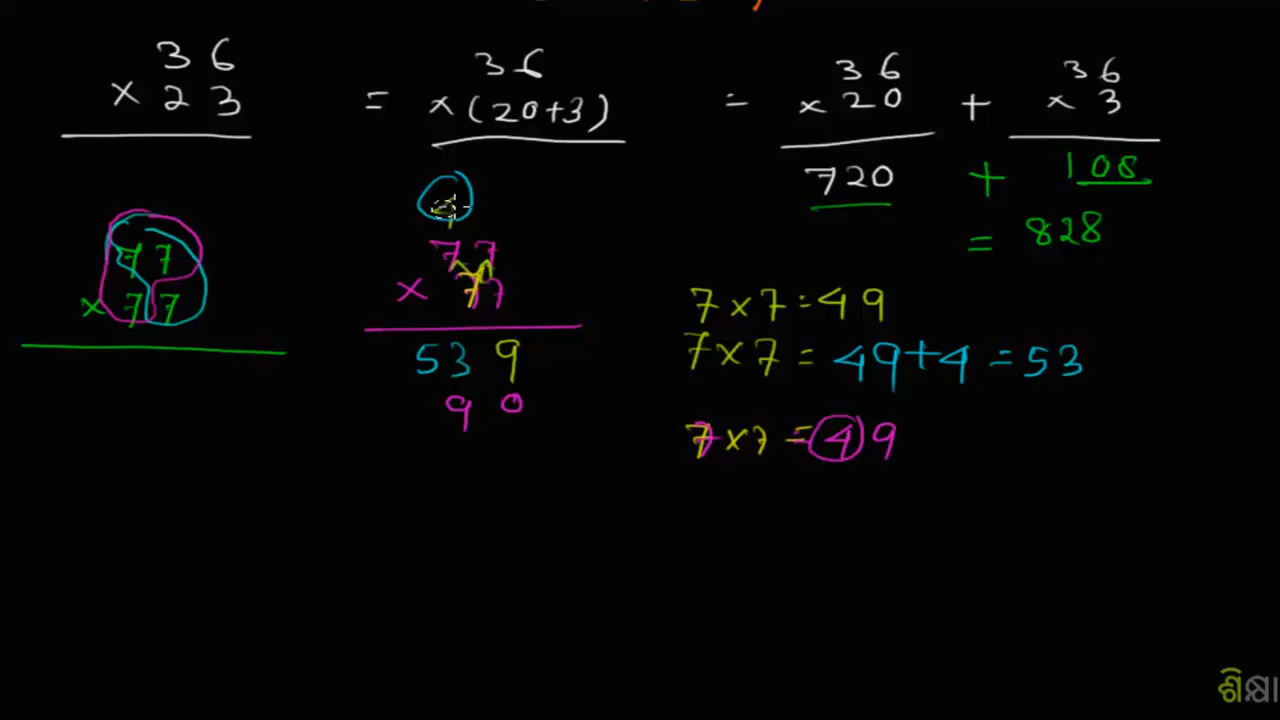 36 = 36 = 36 + 36
× 23 × (20+3) × 20 × 3
720 + 108
= 828
4
77 77
× 77 × 77
7 × 7 = 49
539 7 × 7 = 49 + 4 = 53
90 7 × 7 = 49
ଶିକ୍ଷା